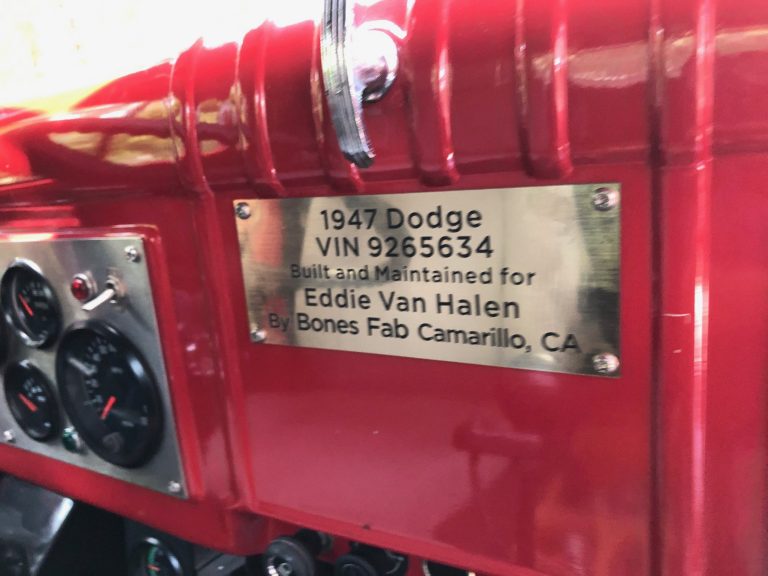 1947 Dodge
VIN 9265634
Built and Maintained for
Eddie Van Halen
By Bones Fab Camarillo, CA